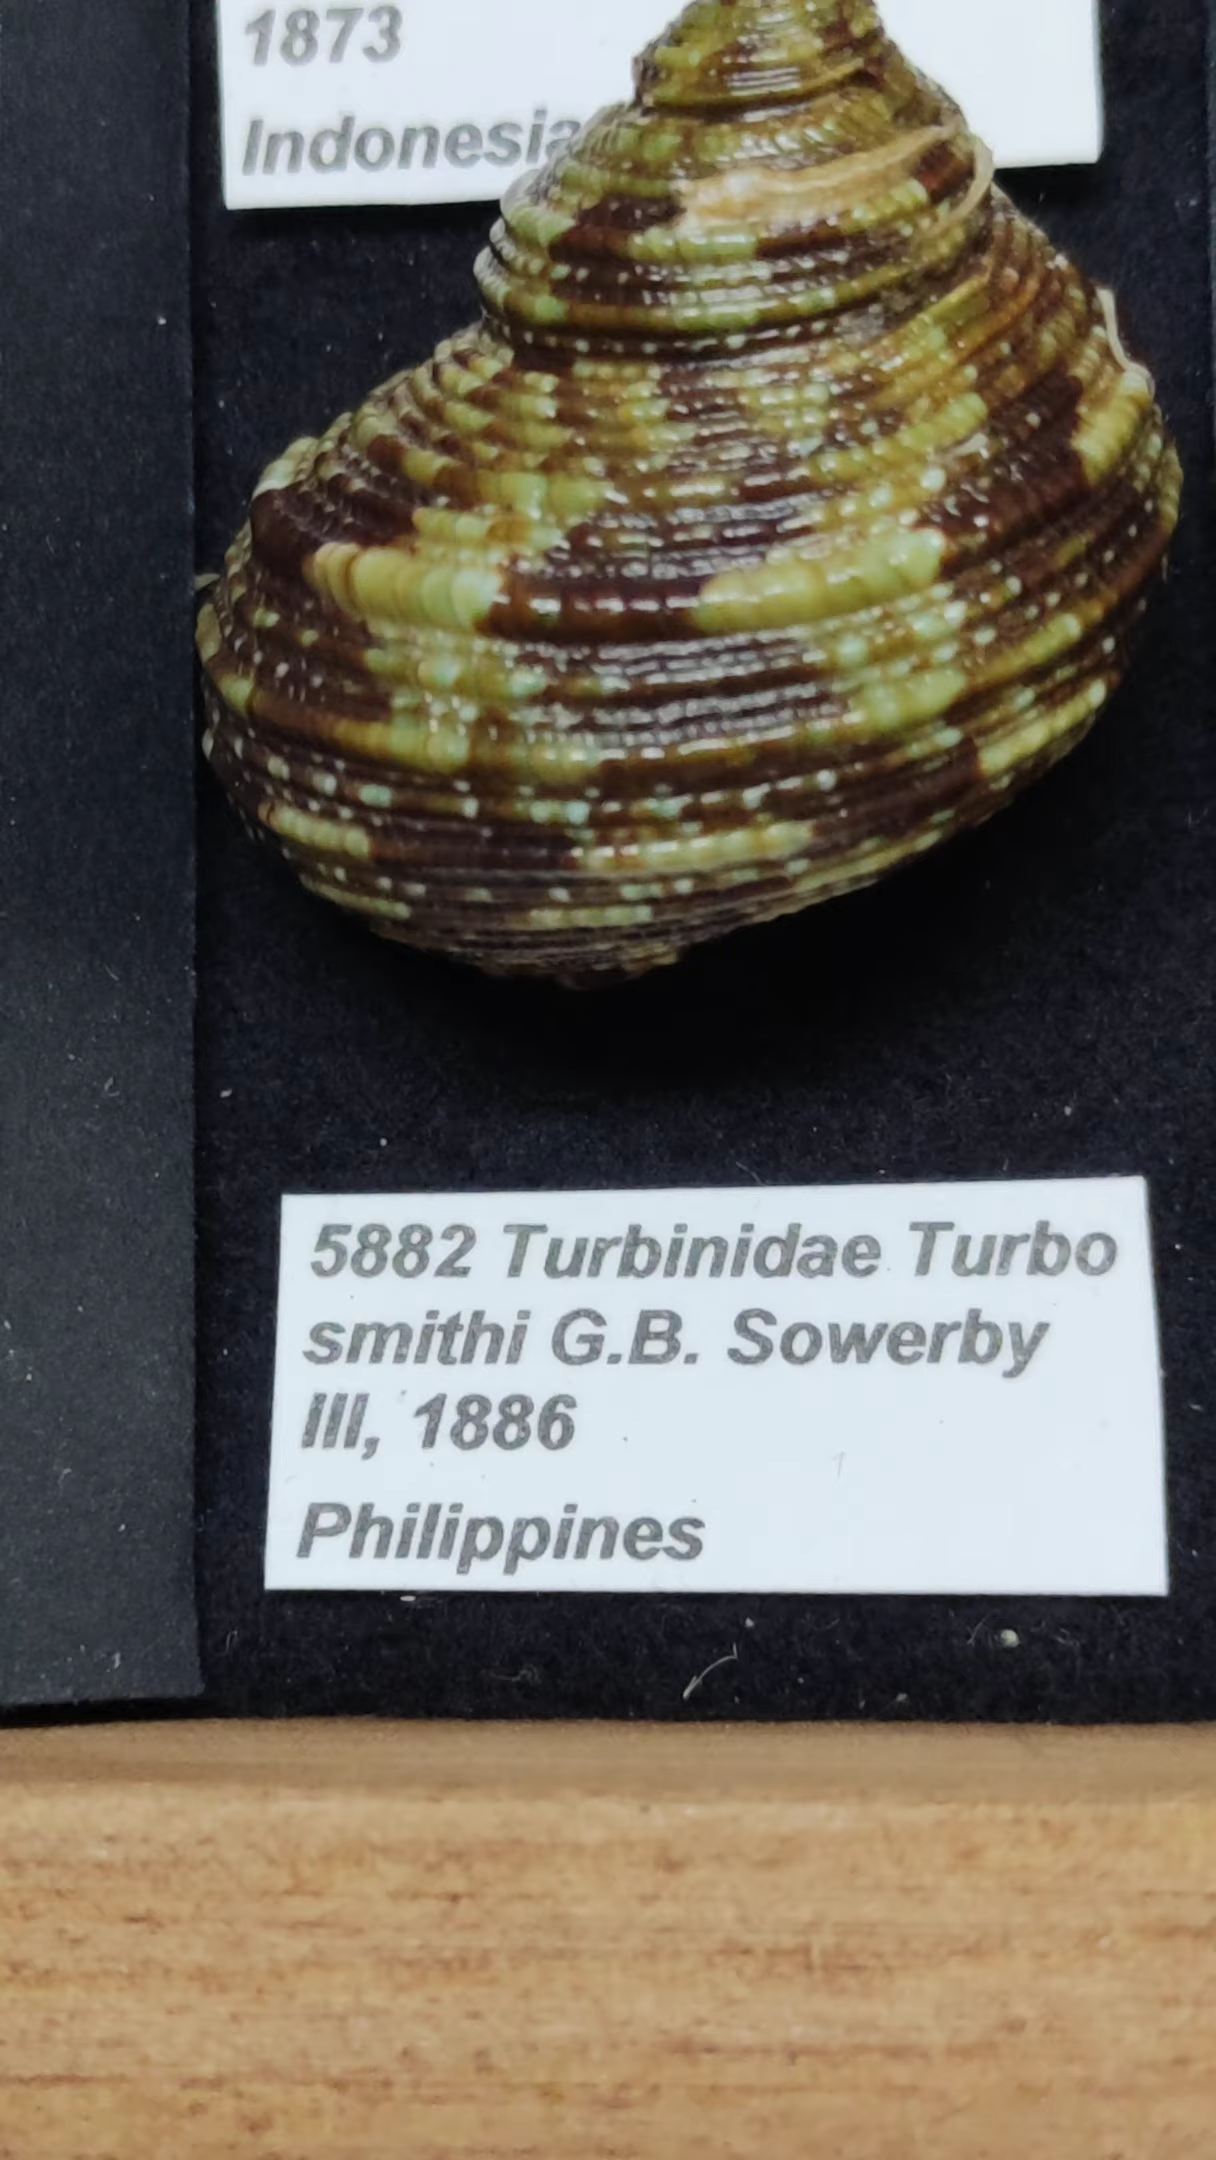 1873
Indonesia
5882 Turbinidae Turbo
smithi G.B. Sowerby
III, 1886
Philippines